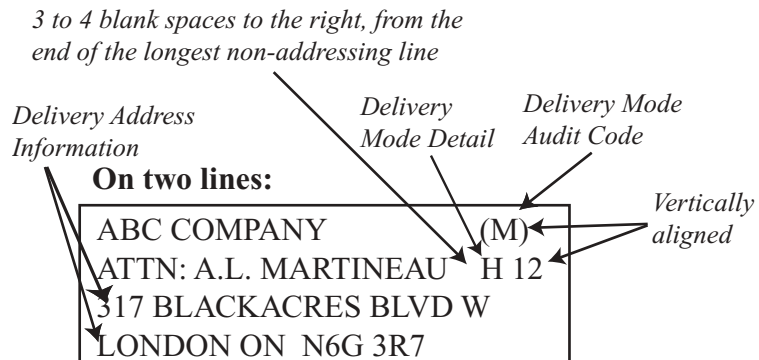 3 to 4 blank spaces to the right, from the
end of the longest non-addressing line
Delivery Address
Information
Delivery
Mode Detail
Delivery Mode
Audit Code
On two lines:
Vertically
aligned
ABC COMPANY (M)
ATTN: A.L. MARTINEAU H 12
317 BLACKACRES BLVD W
LONDON ON N6G 3R7